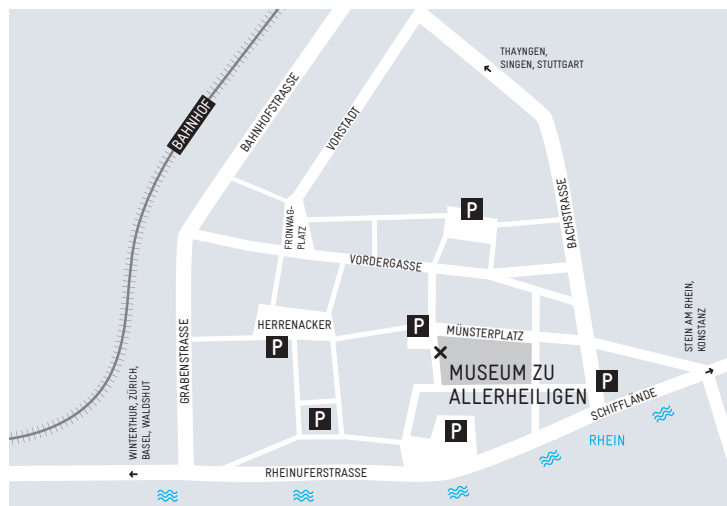 THAYNGEN,
SINGEN, STUTTGART
BAHNHOF
BAHNHOFSTRASSE
VORSTADT
P
BACHSTRASSE
FRONWAG-
PLATZ
VORDERGASSE
STEIN AM RHEIN,
KONSTANZ
HERRENACKER
P
P
MÜNSTERPLATZ
GRABENSTRASSE
MUSEUM ZU
ALLERHEILIGEN
P
SCHIFFLÄNDE
P
P
RHEIN
WINTERTHUR, ZÜRICH,
BASEL, WALDSHUT
RHEINUFERSTRASSE